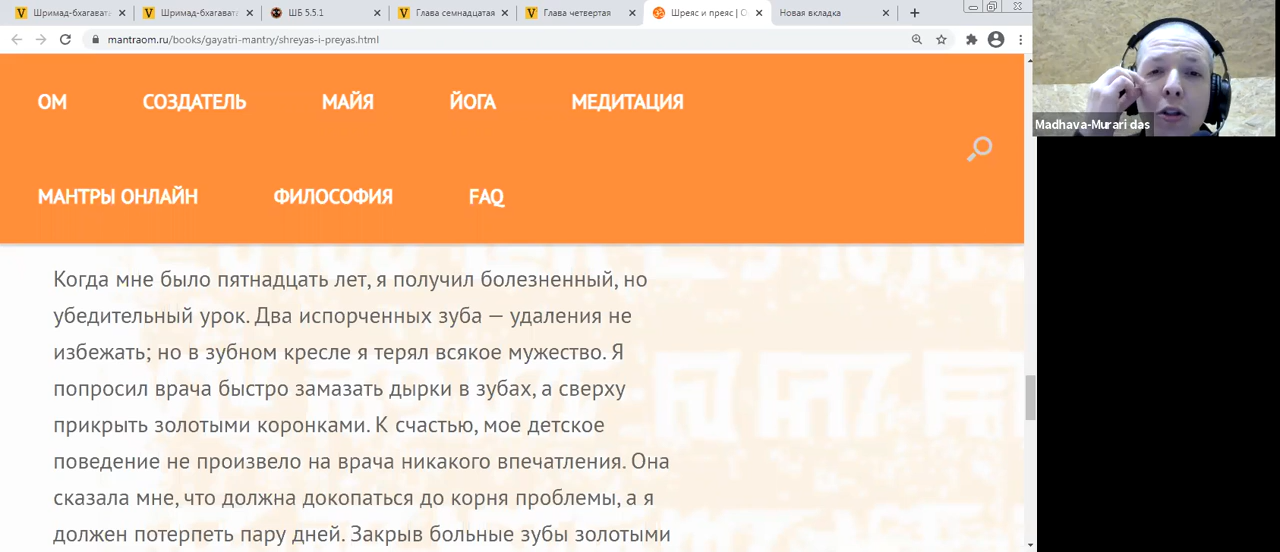 Шримад-бхагават
Шримад-бхагават
ШБ 5.5.1
Глава семнадцатая
Глава четвертая
Шреяс и преяс | О
Новая вкладка
mantraom.ru/books/gayatri-mantry/shreyas-i-preyas.html
ОМ
СОЗДАТЕЛЬ
МАЙЯ
ЙОГА
МЕДИТАЦИЯ
МАНТРЫ ОНЛАЙН
ФИЛОСОФИЯ
FAQ
Когда мне было пятнадцать лет, я получил болезненный, но
убедительный урок. Два испорченных зуба — удаления не
избежать; но в зубном кресле я терял всякое мужество. Я
попросил врача быстро замазать дырки в зубах, а сверху
прикрыть золотыми коронками. К счастью, мое детское
поведение не произвело на врача никакого впечатления. Она
сказала мне, что должна докопаться до корня проблемы, а я
должен потерпеть пару дней. Закрыв больные зубы золотыми
Madhava-Murari das